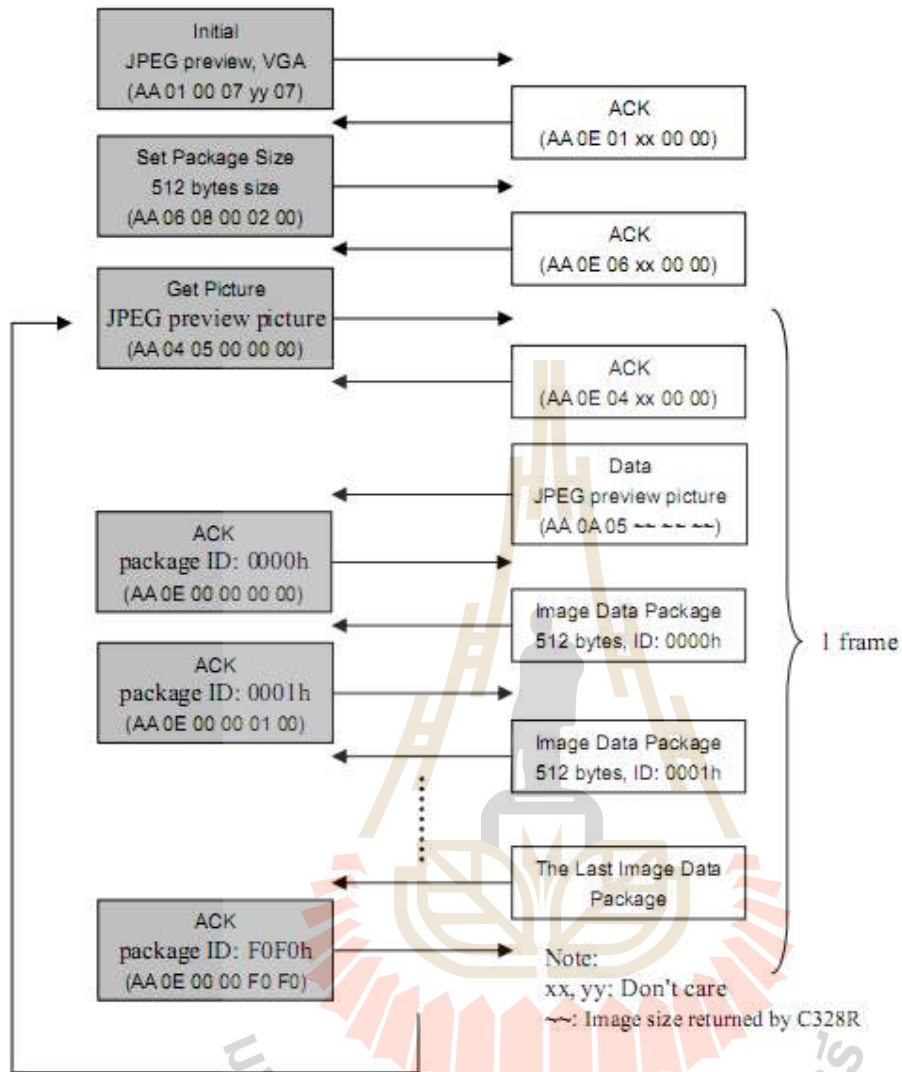 Initial
JPEG preview, VGA
(AA 01 00 07 yy 07)
ACK
(AA 0E 01 xx 00 00)
Set Package Size
512 bytes size
(AA 06 08 00 02 00)
ACK
(AA 0E 06 xx 00 00)
Get Picture
JPEG preview picture
(AA 04 05 00 00 00)
ACK
(AA 0E 04 xx 00 00)
Data
JPEG preview picture
(AA 0A 05 ~~ ~~ ~~)
ACK
package ID: 0000h
(AA 0E 00 00 00 00)
Image Data Package
512 bytes, ID: 0000h
1 frame
ACK
package ID: 0001h
(AA 0E 00 00 01 00)
Image Data Package
512 bytes, ID: 0001h
The Last Image Data
Package
ACK
package ID: F0F0h
(AA 0E 00 00 F0 F0)
Note:
xx, yy: Don't care
~~: Image size returned by C328R